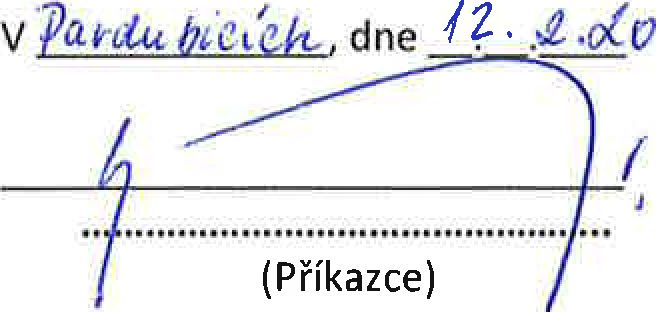 V Pardubicích, dne 12. 2. 20
(Příkazce)